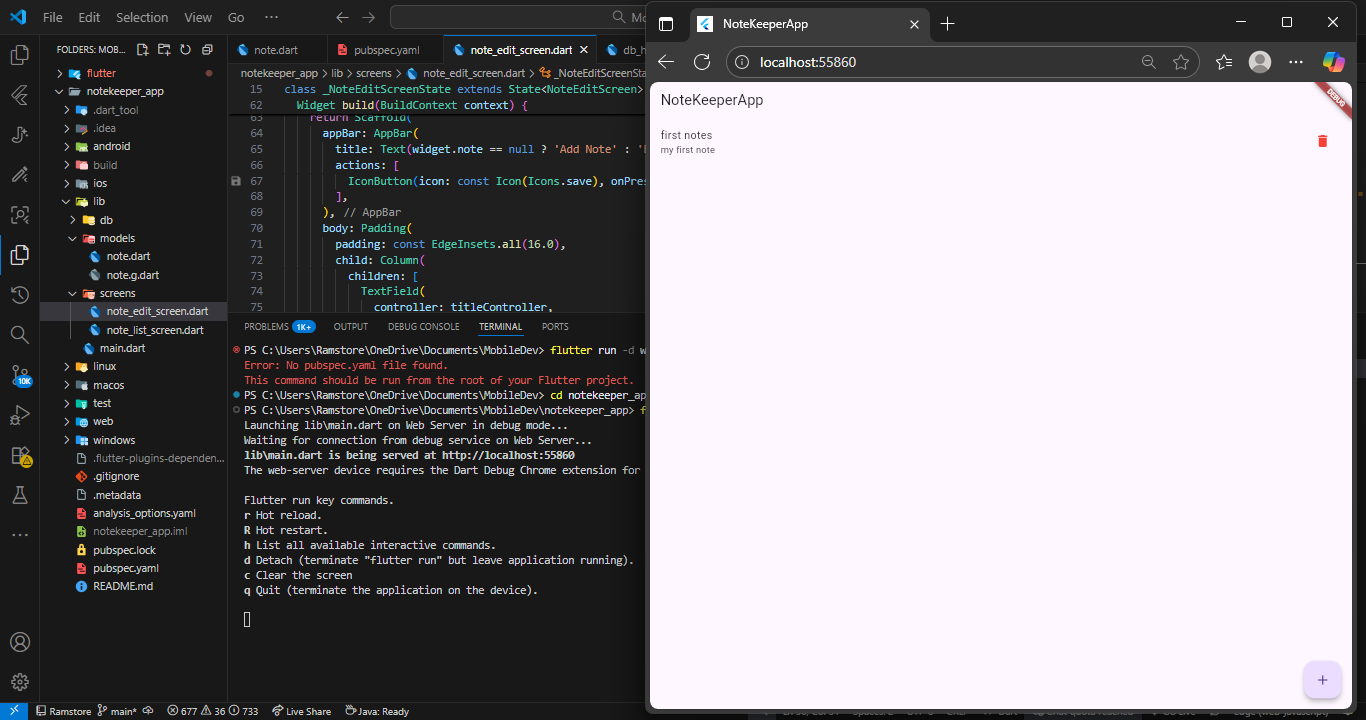 File Edit Selection View Go ···
FOLDERS: MOB...
flutter
notekeeper_app
.dart_tool
.idea
android
build
ios
lib
db
models
note.dart
note.g.dart
screens
note_edit_screen.dart
note_list_screen.dart
main.dart
linux
macos
test
web
windows
.flutter-plugins-dependen...
.gitignore
.metadata
analysis_options.yaml
notekeeper_app.iml
pubspec.lock
pubspec.yaml
README.md
10K
note.dart pubspec.yaml note_edit_screen.dart
notekeeper_app > lib > screens > note_edit_screen.dart > _NoteEditScreenSta
15 class _NoteEditScreenState extends State<NoteEditScreen>
62 Widget build(BuildContext context) {
63 return Scaffold(
64 appBar: AppBar(
65 title: Text(widget.note == null ? 'Add Note' : '
66 actions: [
67 IconButton(icon: const Icon(Icons.save), onPres
68 ],
69 ), // AppBar
70 body: Padding(
71 padding: const EdgeInsets.all(16.0),
72 child: Column(
73 children: [
74 TextField(
75 controller: titleController,
PROBLEMS 1K+ OUTPUT DEBUG CONSOLE TERMINAL PORTS
PS C:\Users\Ramstore\OneDrive\Documents\MobileDev> flutter run -d w
Error: No pubspec.yaml file found.
This command should be run from the root of your Flutter project.
PS C:\Users\Ramstore\OneDrive\Documents\MobileDev> cd notekeeper_ap
PS C:\Users\Ramstore\OneDrive\Documents\MobileDev\notekeeper_app> f
Launching lib\main.dart on Web Server in debug mode...
Waiting for connection from debug service on Web Server...
lib\main.dart is being served at http://localhost:55860
The web-server device requires the Dart Debug Chrome extension for
Flutter run key commands.
r Hot reload.
R Hot restart.
h List all available interactive commands.
d Detach (terminate "flutter run" but leave application running).
c Clear the screen
q Quit (terminate the application on the device).
Ramstore main* 677 36 733 Live Share Java: Ready
NoteKeeperApp
localhost:55860
NoteKeeperApp
DEBUG
first notes
my first note